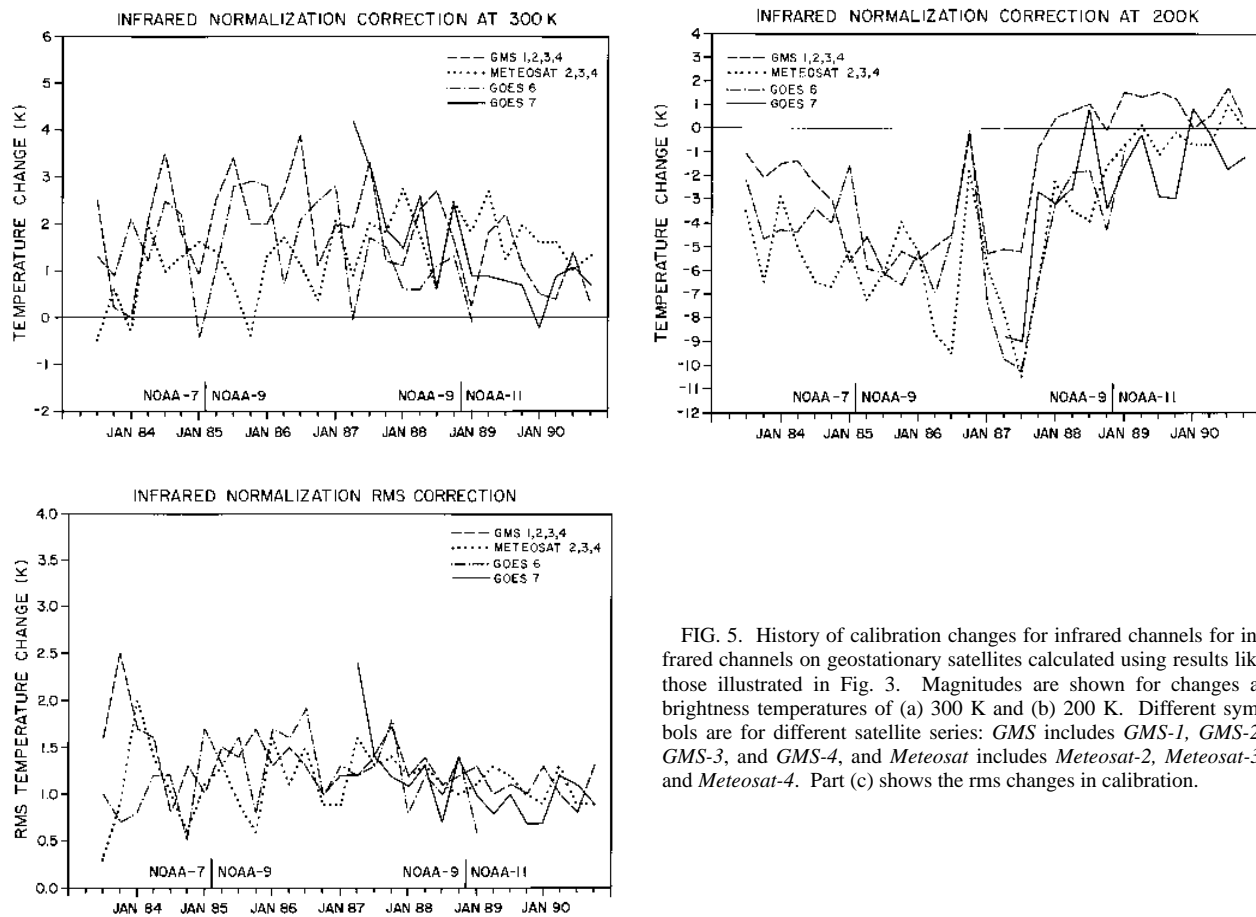 INFRARED NORMALIZATION CORRECTION AT 300 K
6
5
4
3
2
1
0
-1
-2
TEMPERATURE CHANGE (K)
GMS 1,2,3,4
METEOSAT 2,3,4
GOES 6
GOES 7
NOAA-7 NOAA-9 NOAA-9 NOAA-11
JAN 84 JAN 85 JAN 86 JAN 87 JAN 88 JAN 89 JAN 90
INFRARED NORMALIZATION CORRECTION AT 200K
4
3
2
1
0
-1
-2
-3
-4
-5
-6
-7
-8
-9
-10
-11
-12
TEMPERATURE CHANGE (K)
GMS 1,2,3,4
METEOSAT 2,3,4
GOES 6
GOES 7
NOAA-7 NOAA-9 NOAA-9 NOAA-11
JAN 84 JAN 85 JAN 86 JAN 87 JAN 88 JAN 89 JAN 90
INFRARED NORMALIZATION RMS CORRECTION
4.0
3.5
3.0
2.5
2.0
1.5
1.0
0.5
0.0
RMS TEMPERATURE CHANGE (K)
GMS 1,2,3,4
METEOSAT 2,3,4
GOES 6
GOES 7
NOAA-7 NOAA-9 NOAA-9 NOAA-11
JAN 84 JAN 85 JAN 86 JAN 87 JAN 88 JAN 89 JAN 90
FIG. 5. History of calibration changes for infrared channels for in
frared channels on geostationary satellites calculated using results lik
those illustrated in Fig. 3. Magnitudes are shown for changes a
brightness temperatures of (a) 300 K and (b) 200 K. Different sym
bols are for different satellite series: GMS includes GMS-1, GMS-2
GMS-3, and GMS-4, and Meteosat includes Meteosat-2, Meteosat-3
and Meteosat-4. Part (c) shows the rms changes in calibration.